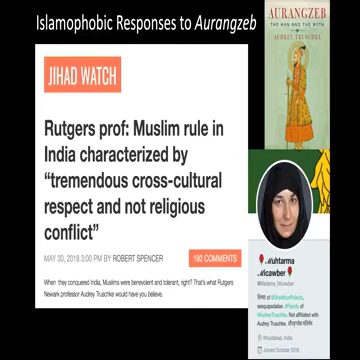 Islamophobic Responses to Aurangzeb
JIHAD WATCH
Rutgers prof: Muslim rule in
India characterized by
“tremendous cross-cultural
respect and not religious
conflict”
MAY 30, 2018 3:00 PM BY ROBERT SPENCER
192 COMMENTS
When they conquered India, Muslims were benevolent and tolerant, right? That's what Rutgers
Newark professor Audrey Truschke would have you believe.
AURANGZEB
THE MAN AND THE MYTH
AUDREY TRUSCHKE
@Madame_Micawber
sesquipedalian.
Not affiliated
with Audrey Truschke.
Khuldabad, India
Joined October 2016